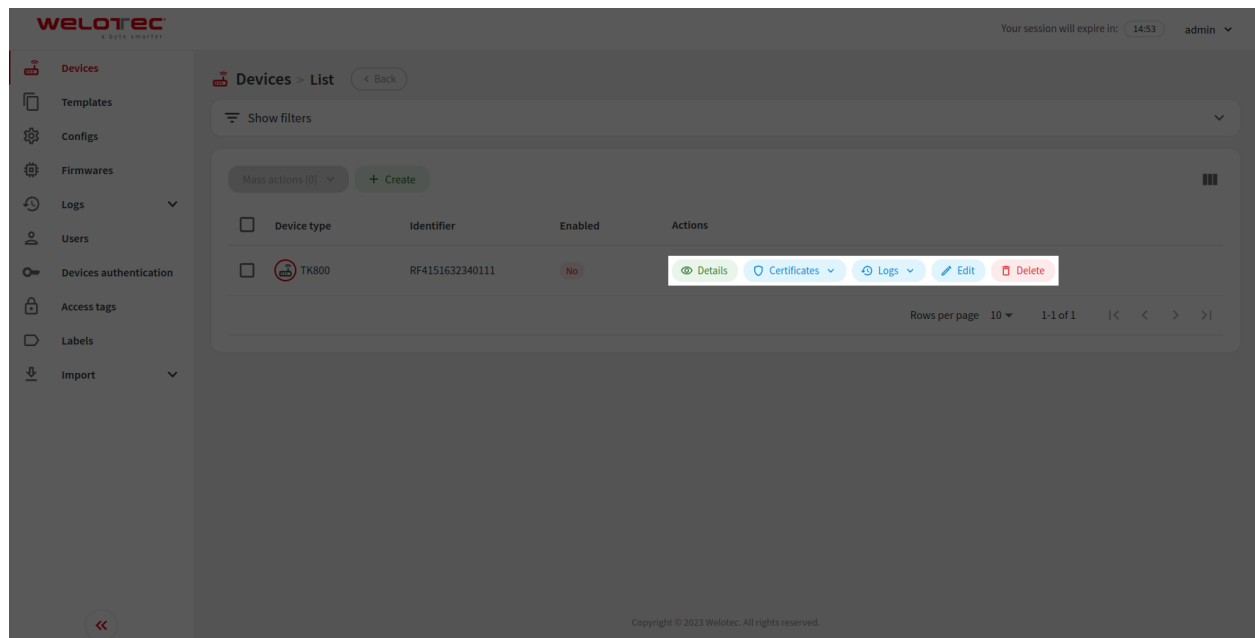 welotec
a byte smarter
Your session will expire in: 14:53 admin
Devices
Templates
Configs
Firmwares
Logs
Users
Devices authentication
Access tags
Labels
Import
Devices > List < Back
Show filters
Mass actions (0) + Create
Device type Identifier Enabled Actions
TK800 RF4151632340111 No Details Certificates Logs Edit Delete
Rows per page 10 1-1 of 1
Copyright © 2023 Welotec. All rights reserved.